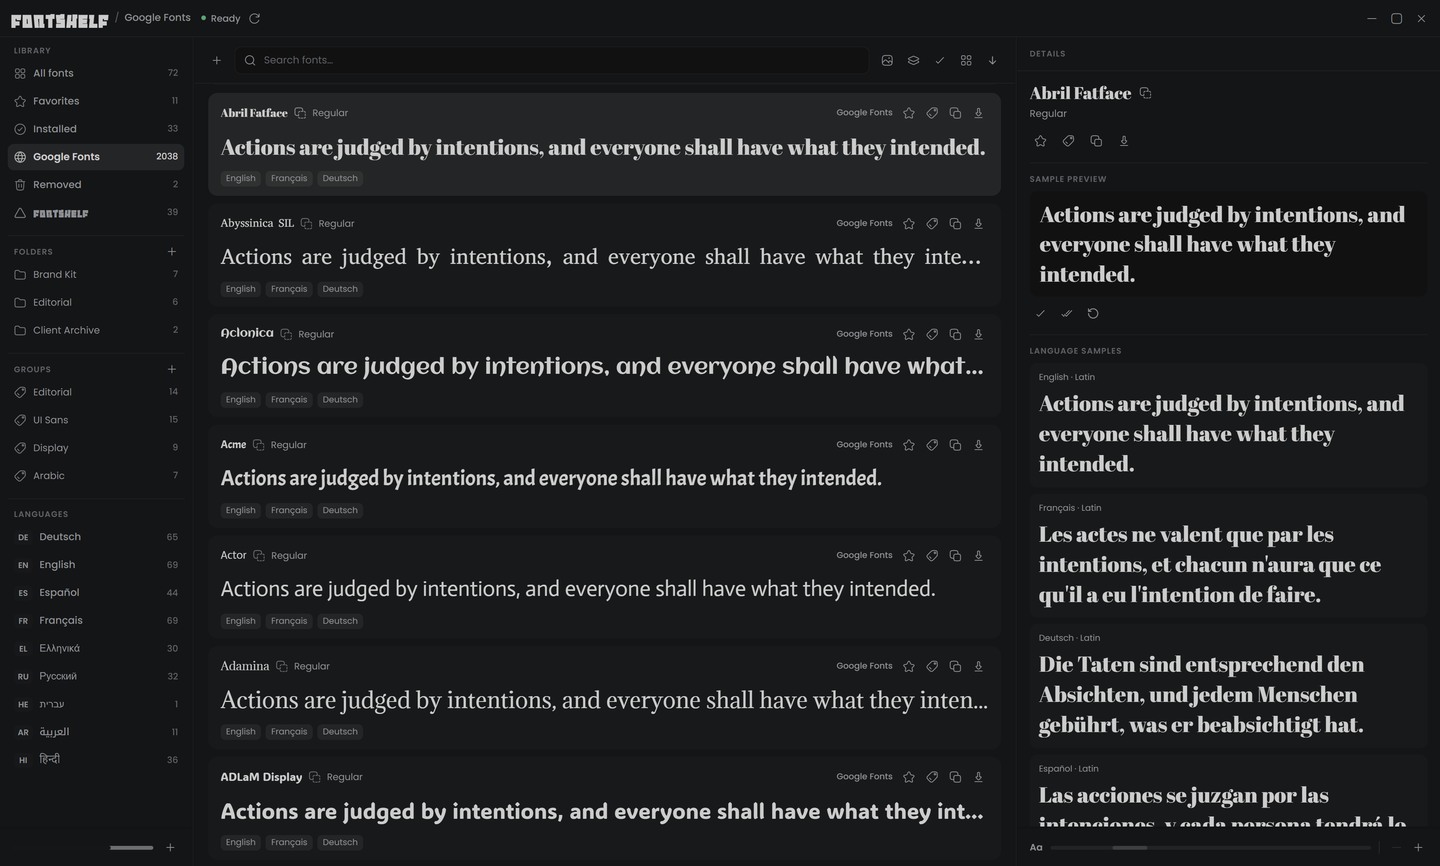 FONTSHELF / Google Fonts Ready
LIBRARY
All fonts 72
Favorites 11
Installed 33
Google Fonts 2038
Removed 2
FONTSHELF 39
FOLDERS
Brand Kit 7
Editorial 6
Client Archive 2
GROUPS
Editorial 14
UI Sans 15
Display 9
Arabic 7
LANGUAGES
DE Deutsch 65
EN English 69
ES Español 44
FR Français 69
EL Ελληνικά 30
RU Русский 32
HE עברית 1
AR العربية 11
HI हिन्दी 36
Search fonts...
Abril Fatface Regular Google Fonts
Actions are judged by intentions, and everyone shall have what they intended.
English Français Deutsch
Abyssinica SIL Regular Google Fonts
Actions are judged by intentions, and everyone shall have what they inte...
English Français Deutsch
Aclonica Regular Google Fonts
Actions are judged by intentions, and everyone shall have what...
English Français Deutsch
Acme Regular Google Fonts
Actions are judged by intentions, and everyone shall have what they intended.
English Français Deutsch
Actor Regular Google Fonts
Actions are judged by intentions, and everyone shall have what they intended.
English Français Deutsch
Adamina Regular Google Fonts
Actions are judged by intentions, and everyone shall have what they inten...
English Français Deutsch
ADLaM Display Regular Google Fonts
Actions are judged by intentions, and everyone shall have what they int...
English Français Deutsch
DETAILS
Abril Fatface
Regular
SAMPLE PREVIEW
Actions are judged by intentions, and
everyone shall have what they
intended.
LANGUAGE SAMPLES
English · Latin
Actions are judged by intentions, and
everyone shall have what they
intended.
Français · Latin
Les actes ne valent que par les
intentions, et chacun n'aura que ce
qu'il a eu l'intention de faire.
Deutsch · Latin
Die Taten sind entsprechend den
Absichten, und jedem Menschen
gebührt, was er beabsichtigt hat.
Español · Latin
Las acciones se juzgan por las
intenciones, y cada persona tendrá lo
Aa